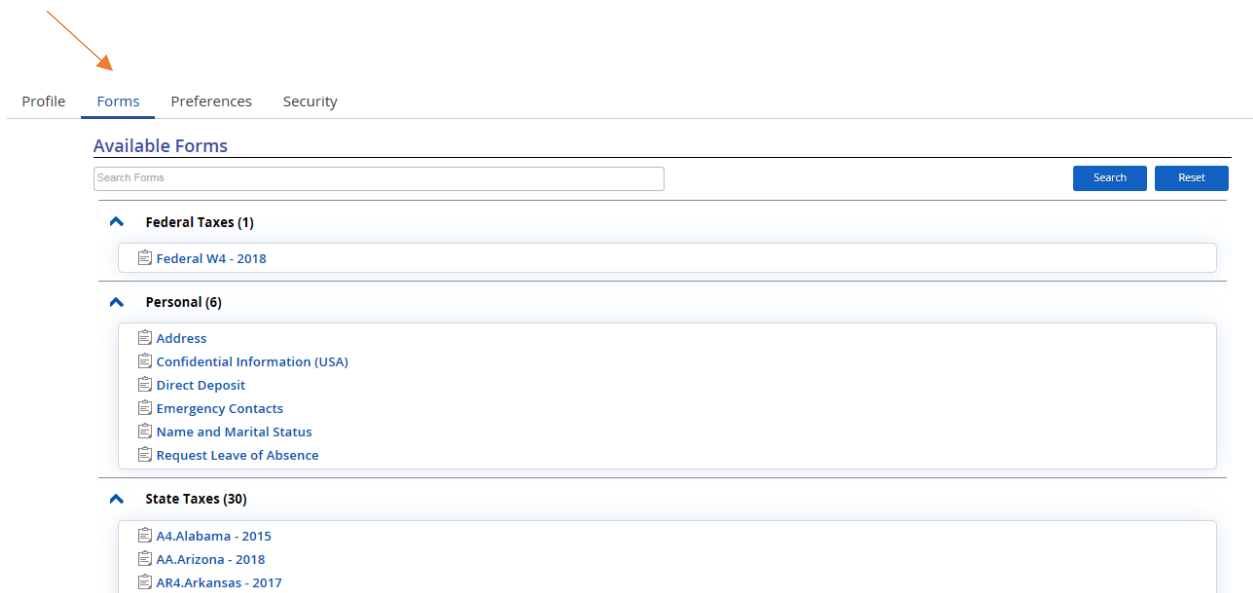 Profile Forms Preferences Security
Available Forms
Search Forms Search Reset
Federal Taxes (1)
Federal W4 - 2018
Personal (6)
Address
Confidential Information (USA)
Direct Deposit
Emergency Contacts
Name and Marital Status
Request Leave of Absence
State Taxes (30)
A4.Alabama - 2015
AA.Arizona - 2018
AR4.Arkansas - 2017